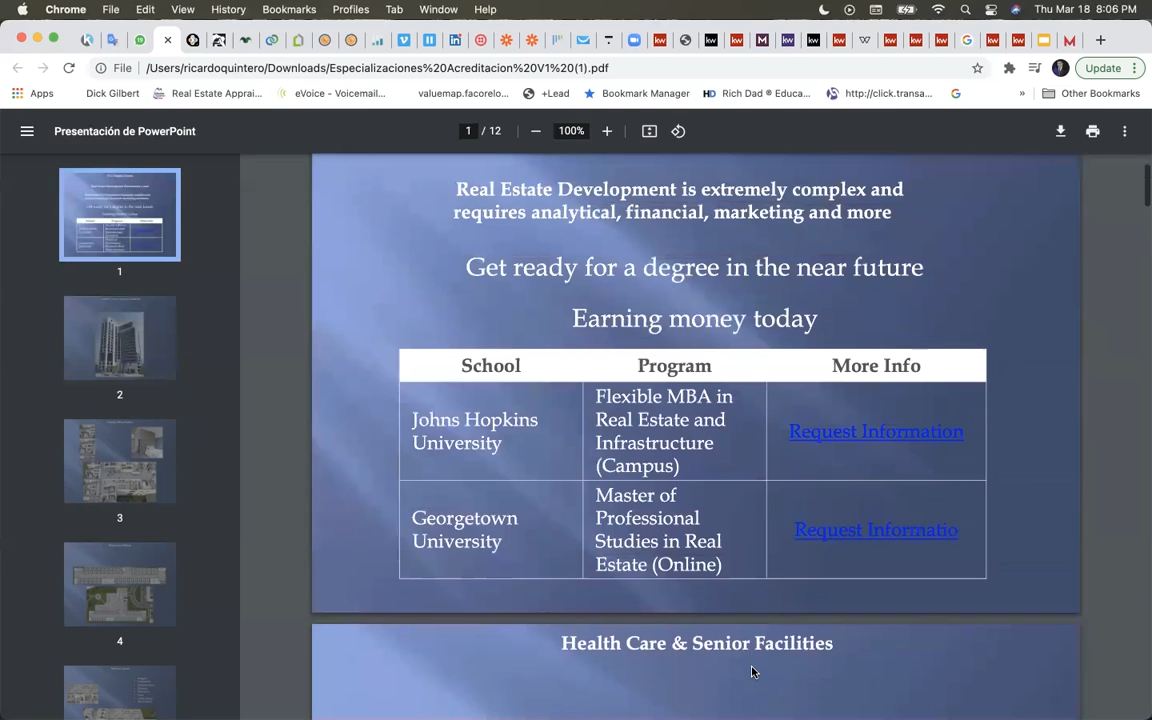 Chrome File Edit View History Bookmarks Profiles Tab Window Help Thu Mar 18 8:06 PM
File /Users/ricardoquintero/Downloads/Especializaciones%20Acreditacion%20V1%20(1).pdf Update
Apps Dick Gilbert Real Estate Apprai... eVoice - Voicemail... valuemap.facorelo... +Lead Bookmark Manager Rich Dad ® Educa... http://click.transa... » Other Bookmarks
Presentación de PowerPoint 1 / 12 100%
1
2
3
4
Real Estate Development is extremely complex and
requires analytical, financial, marketing and more
Get ready for a degree in the near future
Earning money today
School Program More Info
Johns Hopkins
University
Flexible MBA in
Real Estate and
Infrastructure
(Campus)
Request Information
Georgetown
University
Master of
Professional
Studies in Real
Estate (Online)
Request Informatio
Health Care & Senior Facilities